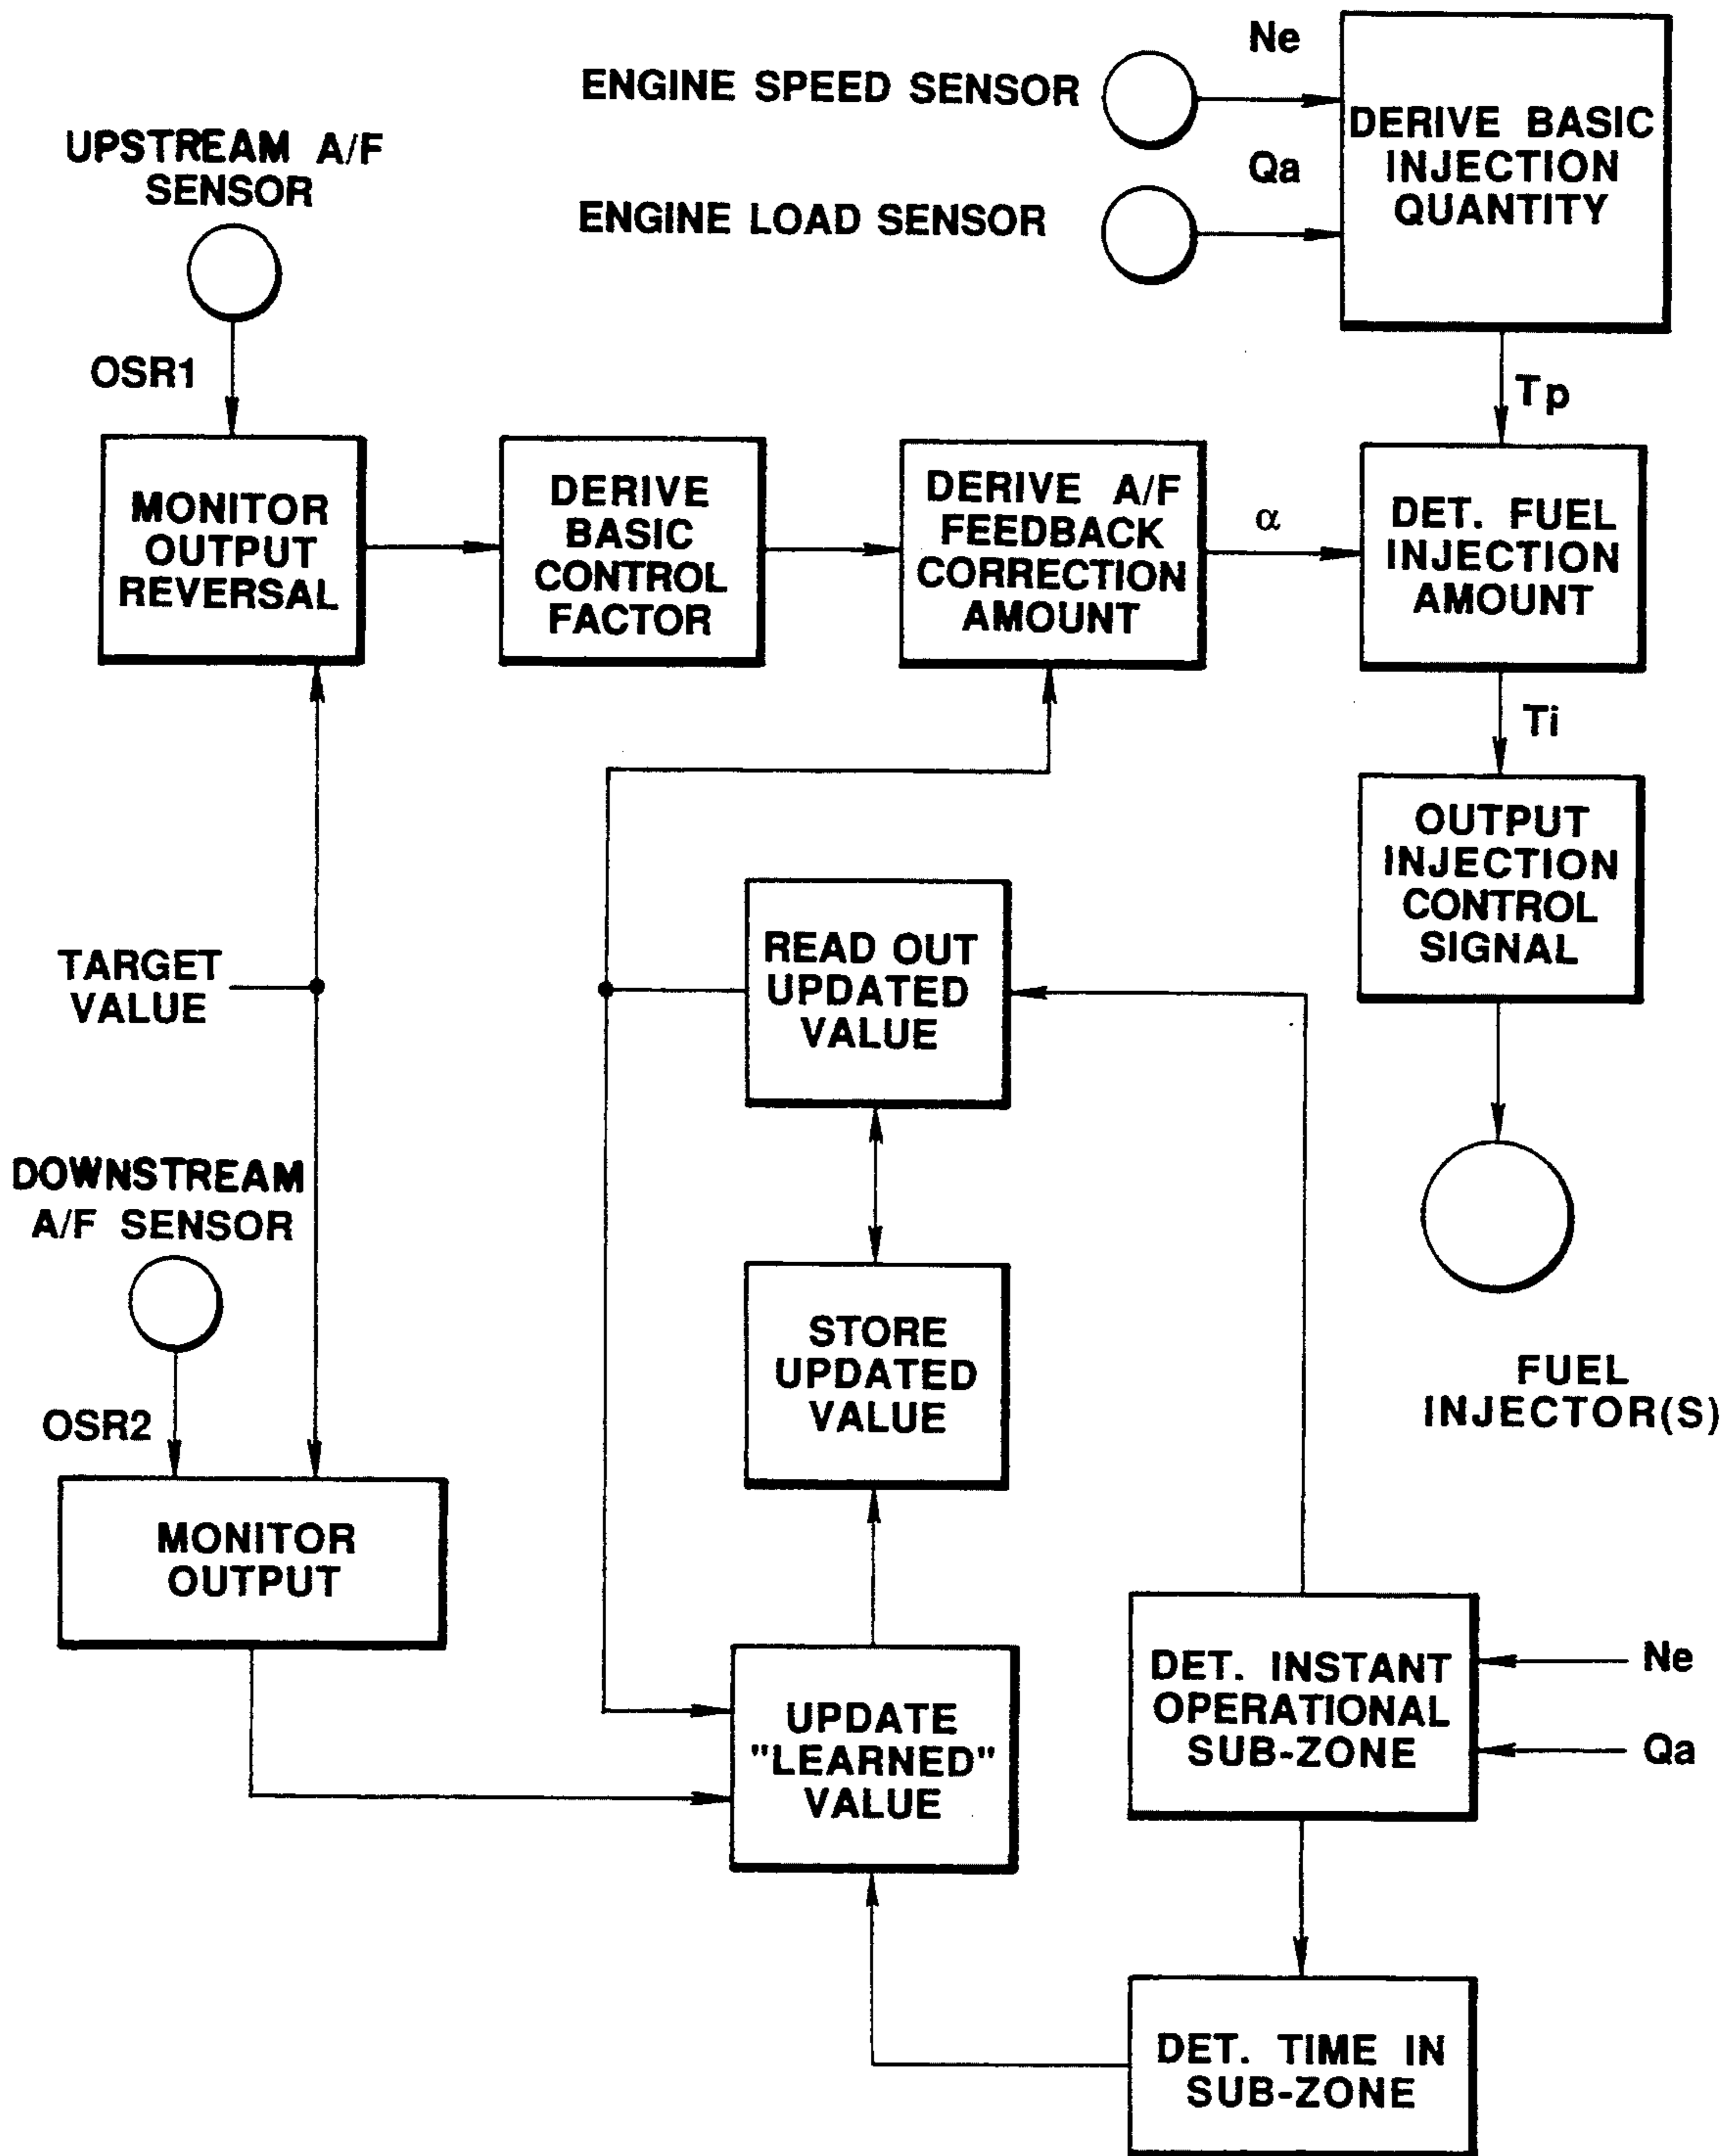 Ne
ENGINE SPEED SENSOR
DERIVE BASIC
INJECTION
QUANTITY
UPSTREAM A/F
SENSOR
Qa
ENGINE LOAD SENSOR
OSR1
Tp
MONITOR
OUTPUT
REVERSAL
DERIVE
BASIC
CONTROL
FACTOR
DERIVE A/F
FEEDBACK
CORRECTION
AMOUNT
α
DET. FUEL
INJECTION
AMOUNT
Ti
OUTPUT
INJECTION
CONTROL
SIGNAL
TARGET
VALUE
READ OUT
UPDATED
VALUE
DOWNSTREAM
A/F SENSOR
STORE
UPDATED
VALUE
FUEL
INJECTOR(S)
OSR2
MONITOR
OUTPUT
UPDATE
"LEARNED"
VALUE
DET. INSTANT
OPERATIONAL
SUB-ZONE
Ne
Qa
DET. TIME IN
SUB-ZONE